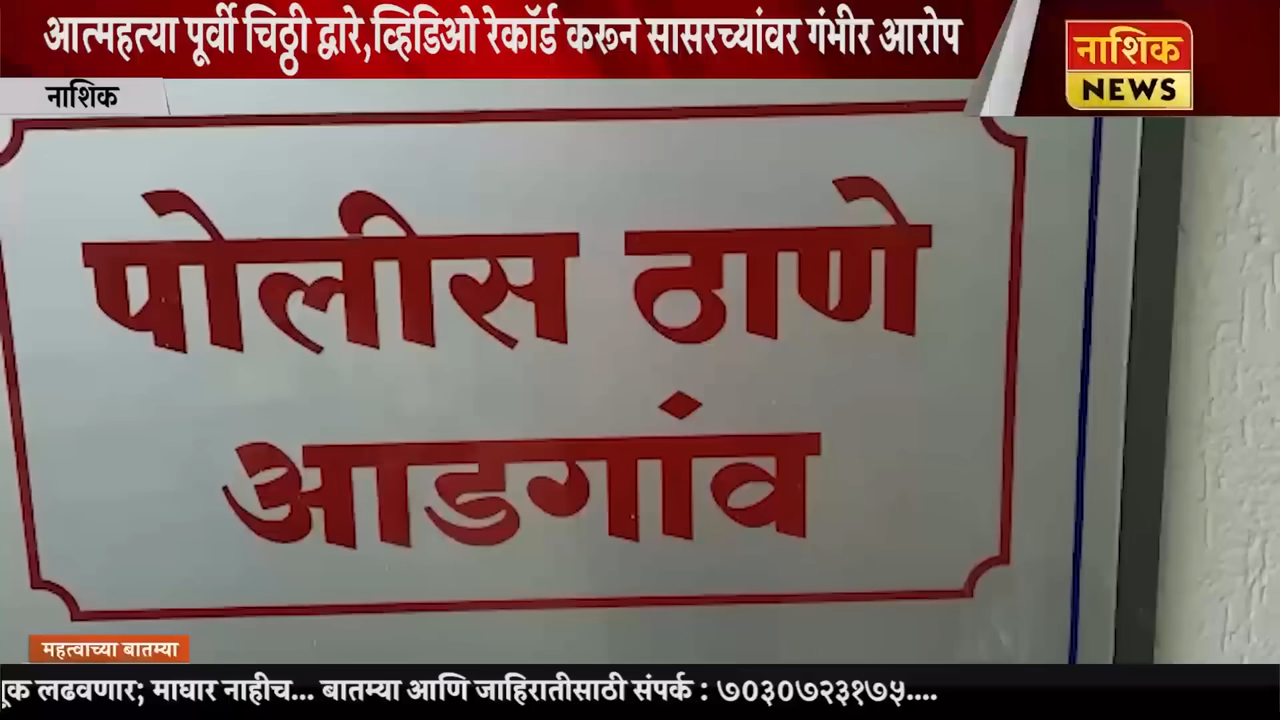 आत्महत्या पूर्वी चिठ्ठी द्वारे,व्हिडिओ रेकॉर्ड करून सासरच्यांवर गंभीर आरोप
नाशिक
NEWS
नाशिक
पोलीस ठाणे
आडगांव
महत्वाच्या बातम्या
लढवणार; माघार नाहीच... बातम्या आणि जाहिरातीसाठी संपर्क : ७०३०७२३१७५....